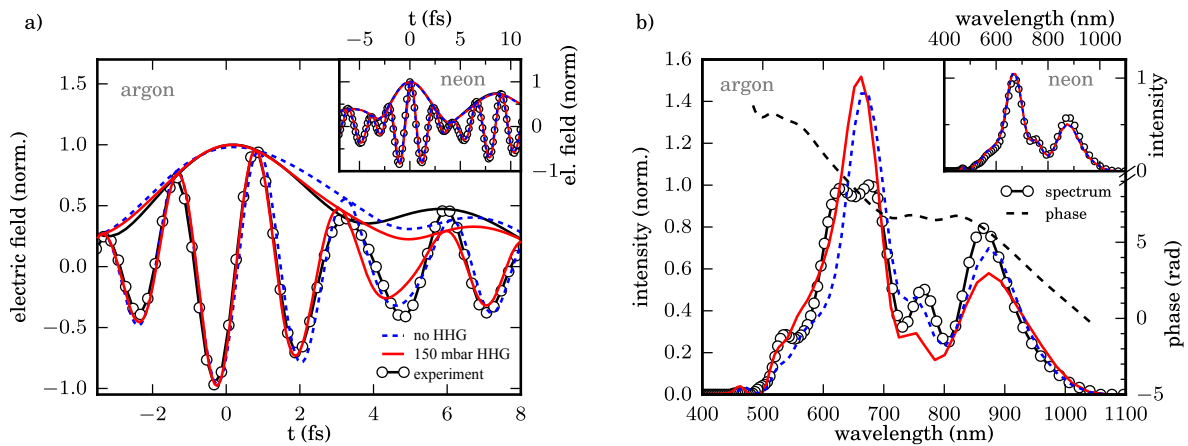 a)
t (fs)
−5 0 5 10
1.5
1.0
0.5
0.0
−0.5
−1.0
electric field (norm.)
argon
neon
1
0
−1
el. field (norm)
no HHG
150 mbar HHG
experiment
−2 0 2 4 6 8
t (fs)
b)
wavelength (nm)
400 600 800 1000
1.6
1.4
1.2
1.0
0.8
0.6
0.4
0.2
0.0
intensity (norm.)
argon
neon
1
0
intensity
spectrum
phase
5
0
−5
phase (rad)
400 500 600 700 800 900 1000 1100
wavelength (nm)